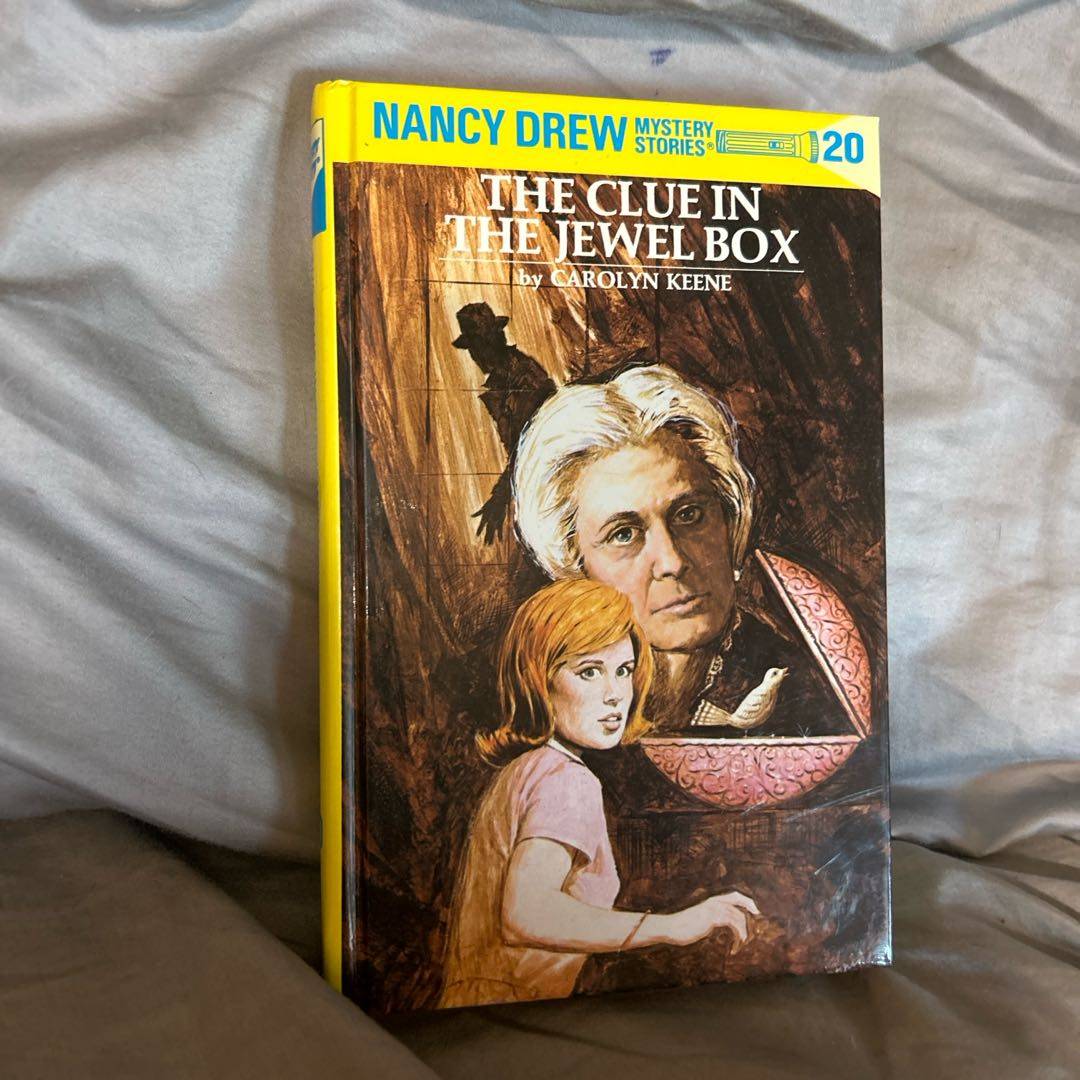 NANCY DREW MYSTERY STORIES® 20
THE CLUE IN
THE JEWEL BOX
by CAROLYN KEENE